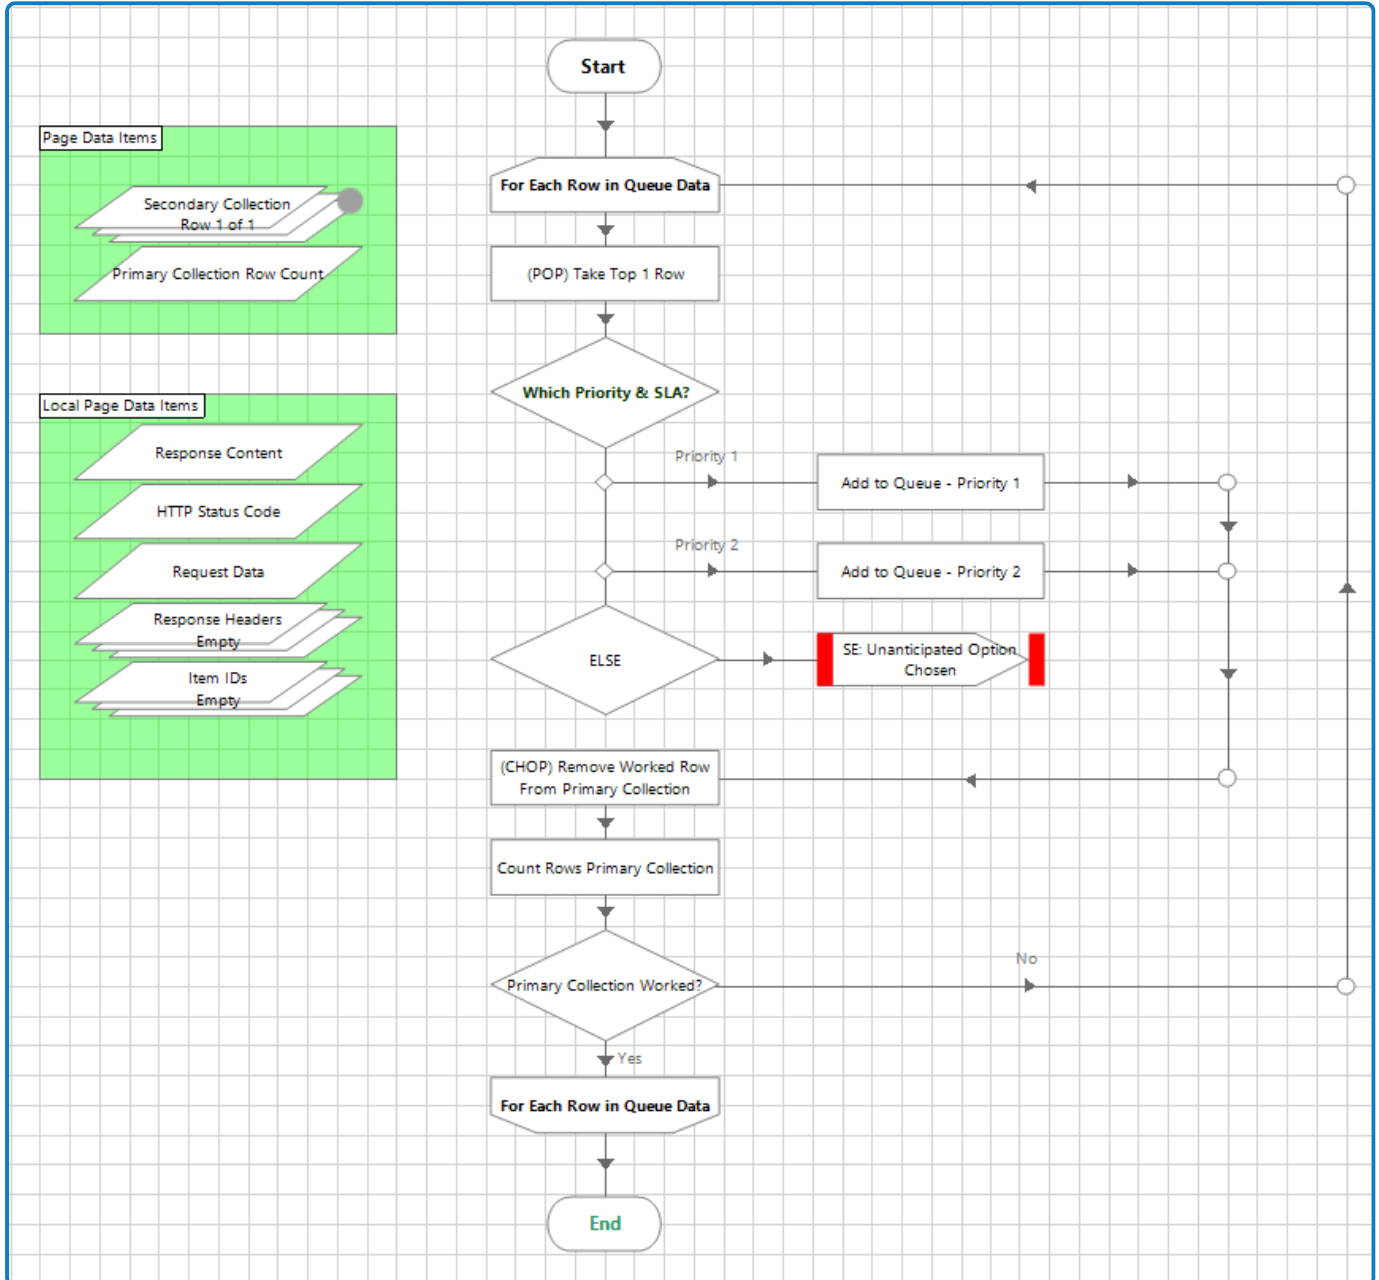 Start
Page Data Items
For Each Row in Queue Data
Secondary Collection
Row 1 of 1
(POP) Take Top 1 Row
Primary Collection Row Count
Which Priority & SLA?
Local Page Data Items
Response Content
Priority 1
Add to Queue - Priority 1
HTTP Status Code
Priority 2
Add to Queue - Priority 2
Request Data
Response Headers
Empty
ELSE
SE: Unanticipated Option
Chosen
Item IDs
Empty
(CHOP) Remove Worked Row
From Primary Collection
Count Rows Primary Collection
No
Primary Collection Worked?
Yes
For Each Row in Queue Data
End